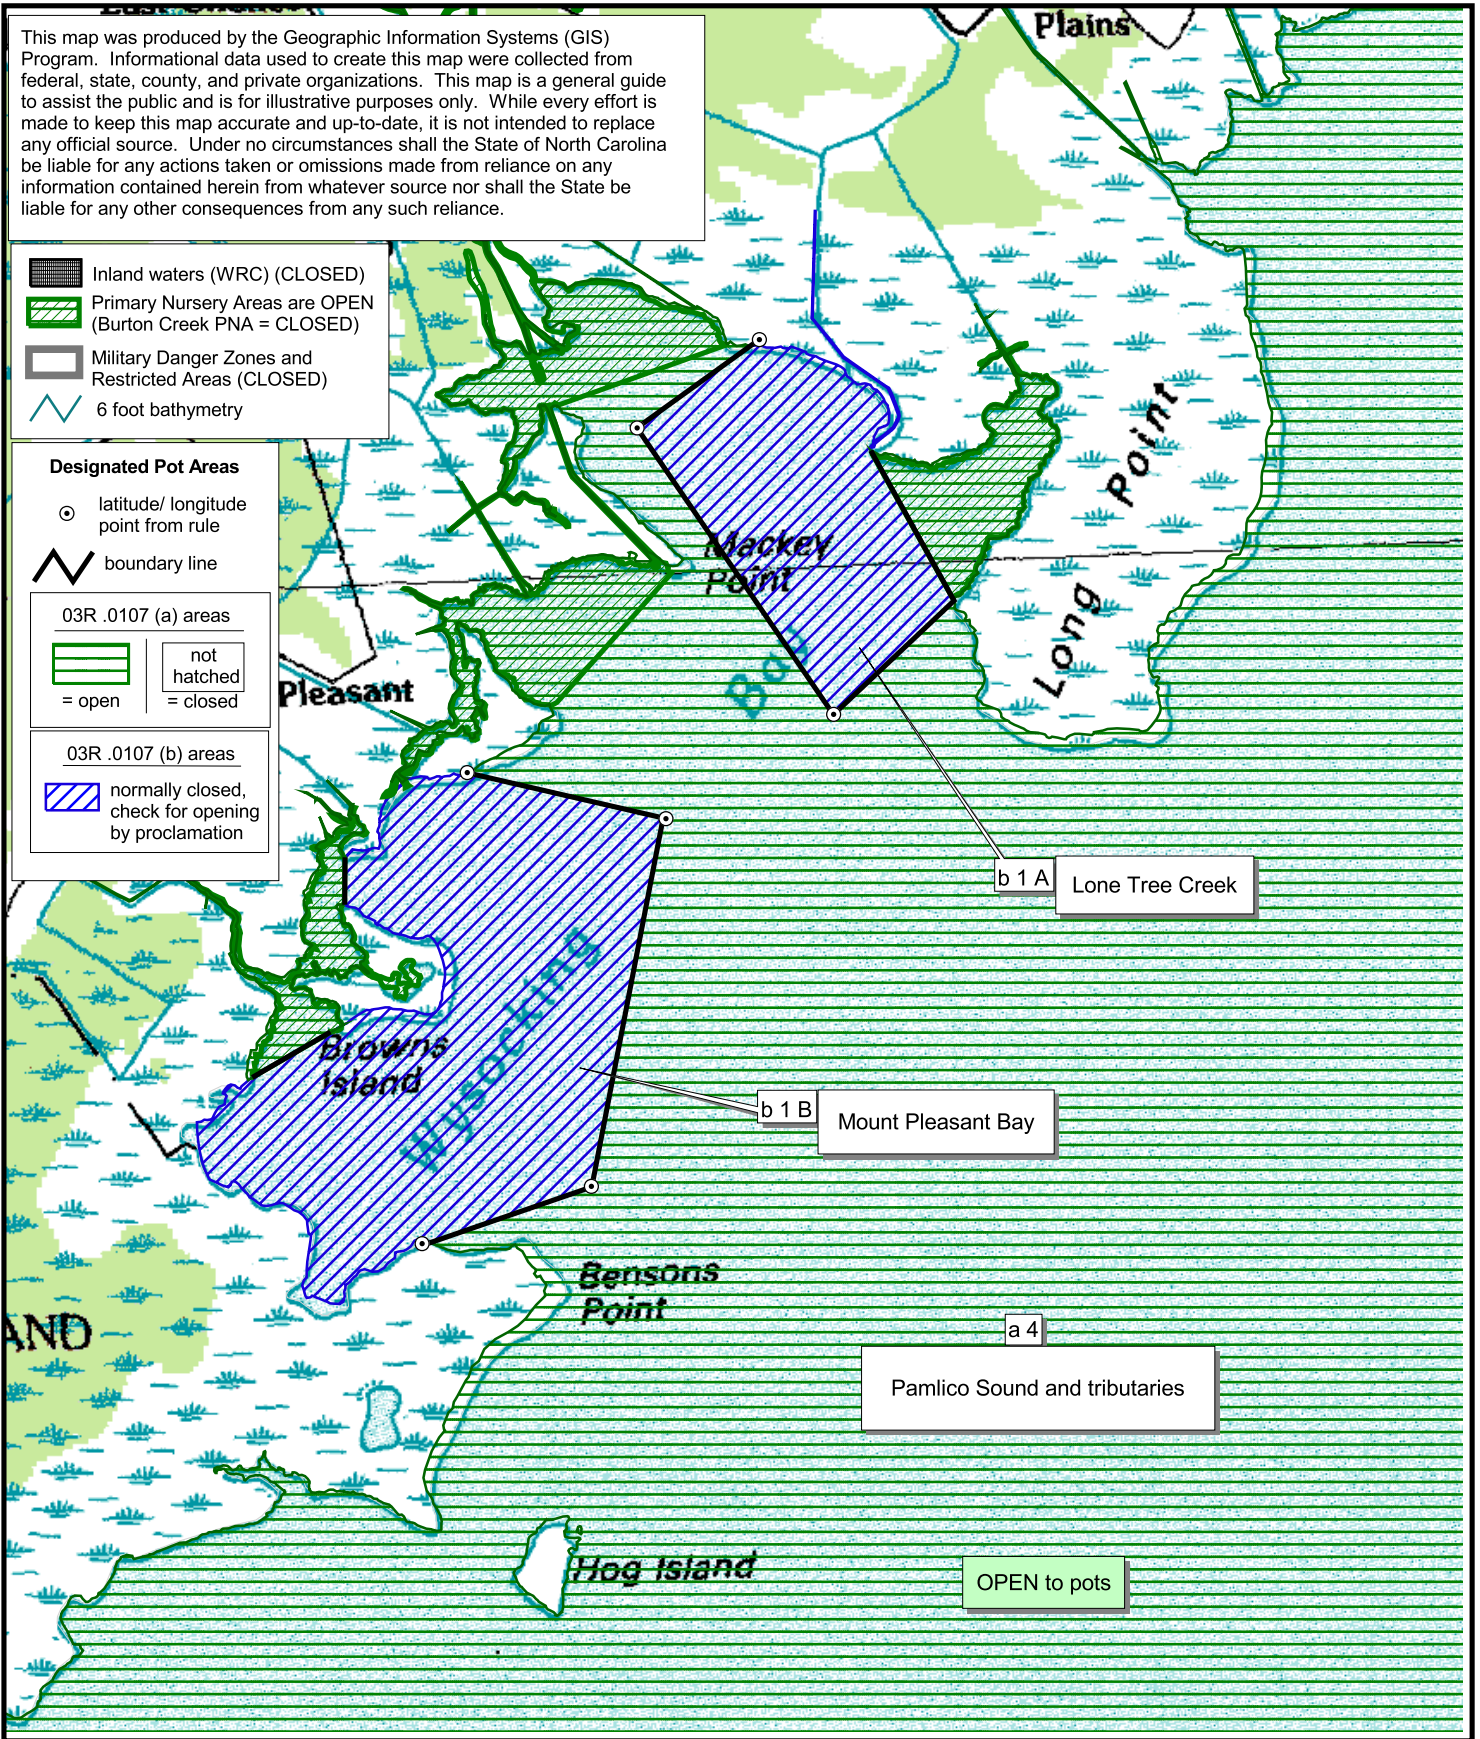 This map was produced by the Geographic Information Systems (GIS)
Program. Informational data used to create this map were collected from
federal, state, county, and private organizations. This map is a general guide
to assist the public and is for illustrative purposes only. While every effort is
made to keep this map accurate and up-to-date, it is not intended to replace
any official source. Under no circumstances shall the State of North Carolina
be liable for any actions taken or omissions made from reliance on any
information contained herein from whatever source nor shall the State be
liable for any other consequences from any such reliance.
Plains
Inland waters (WRC) (CLOSED)
Primary Nursery Areas are OPEN
(Burton Creek PNA = CLOSED)
Military Danger Zones and
Restricted Areas (CLOSED)
6 foot bathymetry
Designated Pot Areas
latitude/ longitude
point from rule
boundary line
03R .0107 (a) areas
not
hatched
= open
= closed
03R .0107 (b) areas
normally closed,
check for opening
by proclamation
Long Point
Mackey
Point
Bay
Pleasant
b 1 A
Lone Tree Creek
Wysocking
Browns
Island
b 1 B
Mount Pleasant Bay
Bensons
Point
AND
a 4
Pamlico Sound and tributaries
Hog Island
OPEN to pots